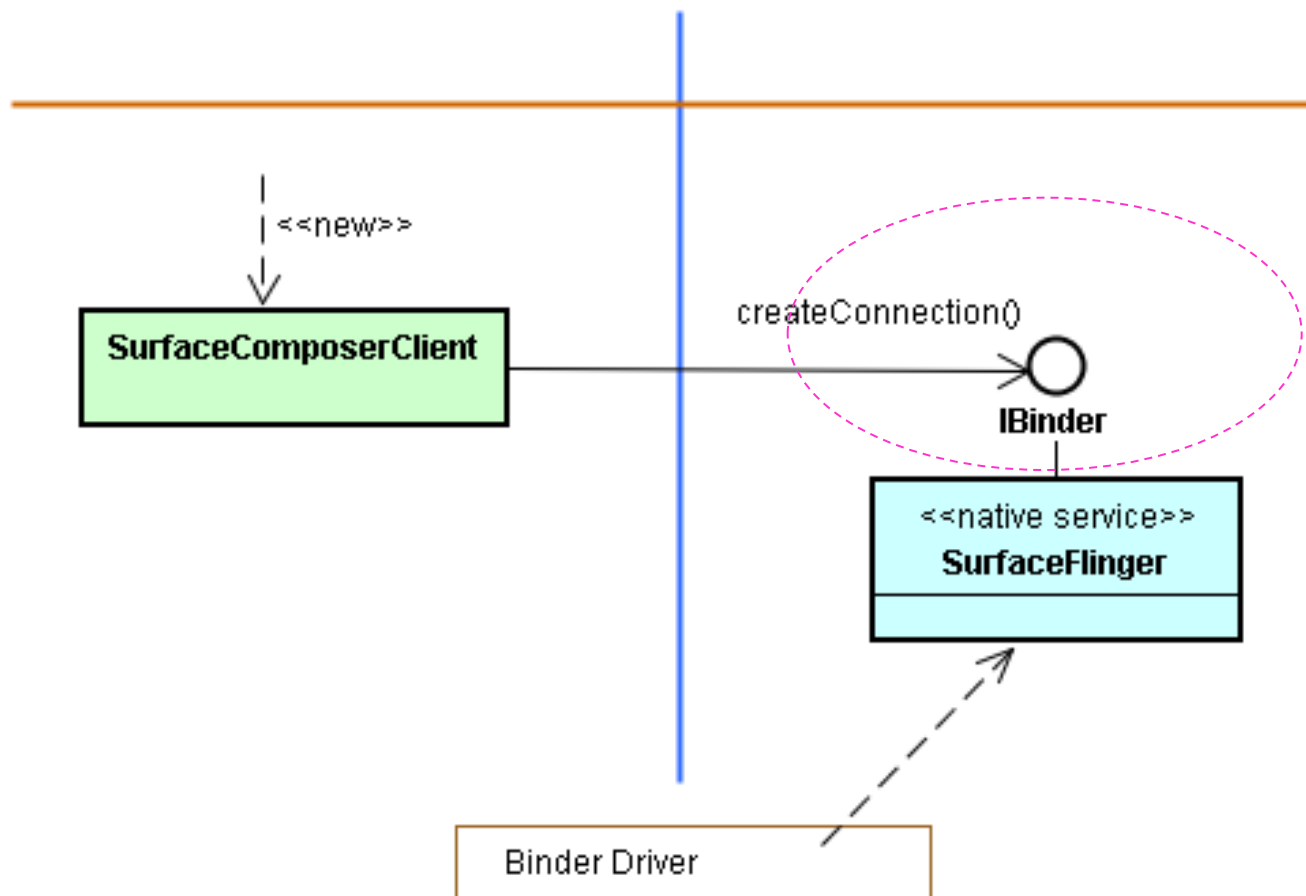 <<new>>
createConnection()
SurfaceComposerClient
IBinder
<<native service>>
SurfaceFlinger
Binder Driver